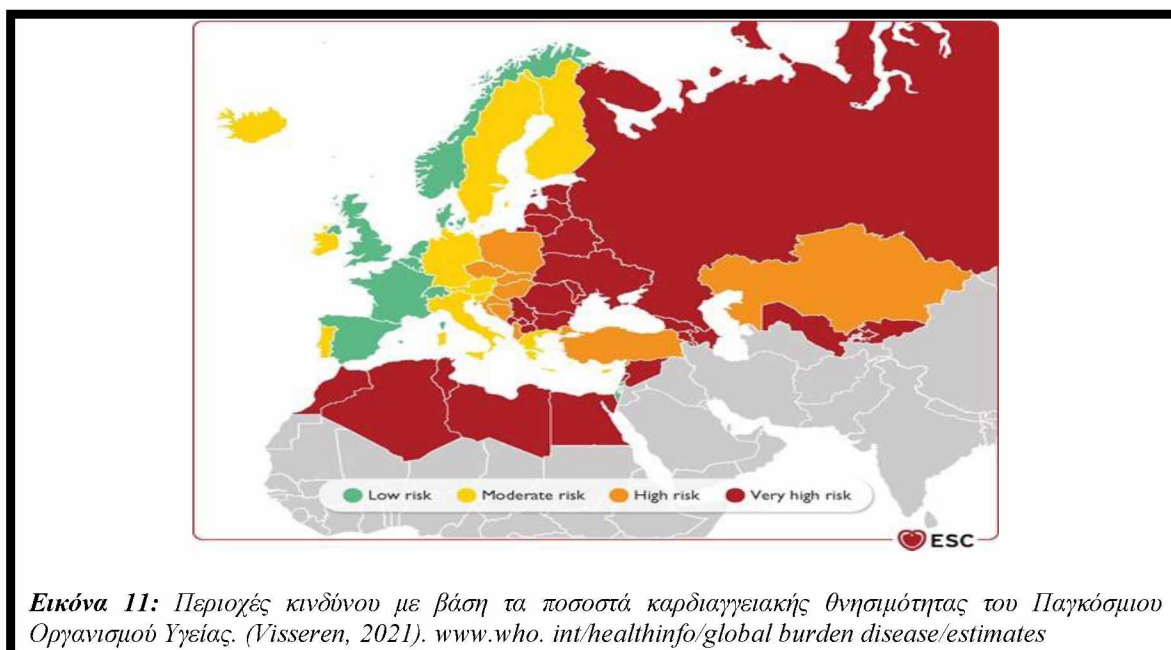 Low risk Moderate risk High risk Very high risk
ESC
Εικόνα 11: Περιοχές κινδύνου με βάση τα ποσοστά καρδιαγγειακής θνησιμότητας του Παγκόσμιου
Οργανισμού Υγείας. (Visseren, 2021). www.who. int/healthinfo/global burden disease/estimates